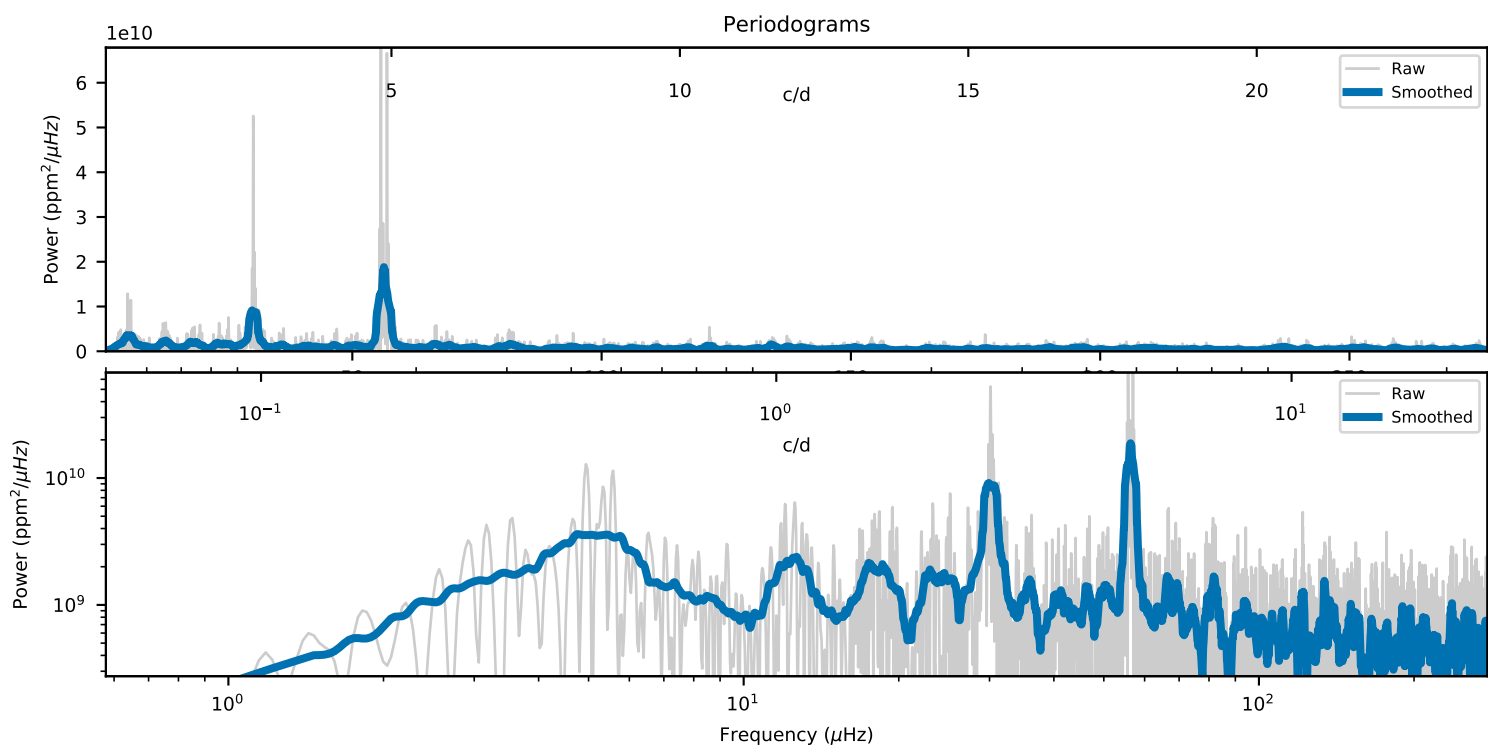 Periodograms
1e10
Power (ppm²/μHz)
6
5
4
3
2
1
0
5
10
15
20
c/d
Raw
Smoothed
Power (ppm²/μHz)
10¹⁰
10⁹
10⁻¹
10⁰
10¹
c/d
Raw
Smoothed
10⁰
10¹
10²
Frequency (μHz)